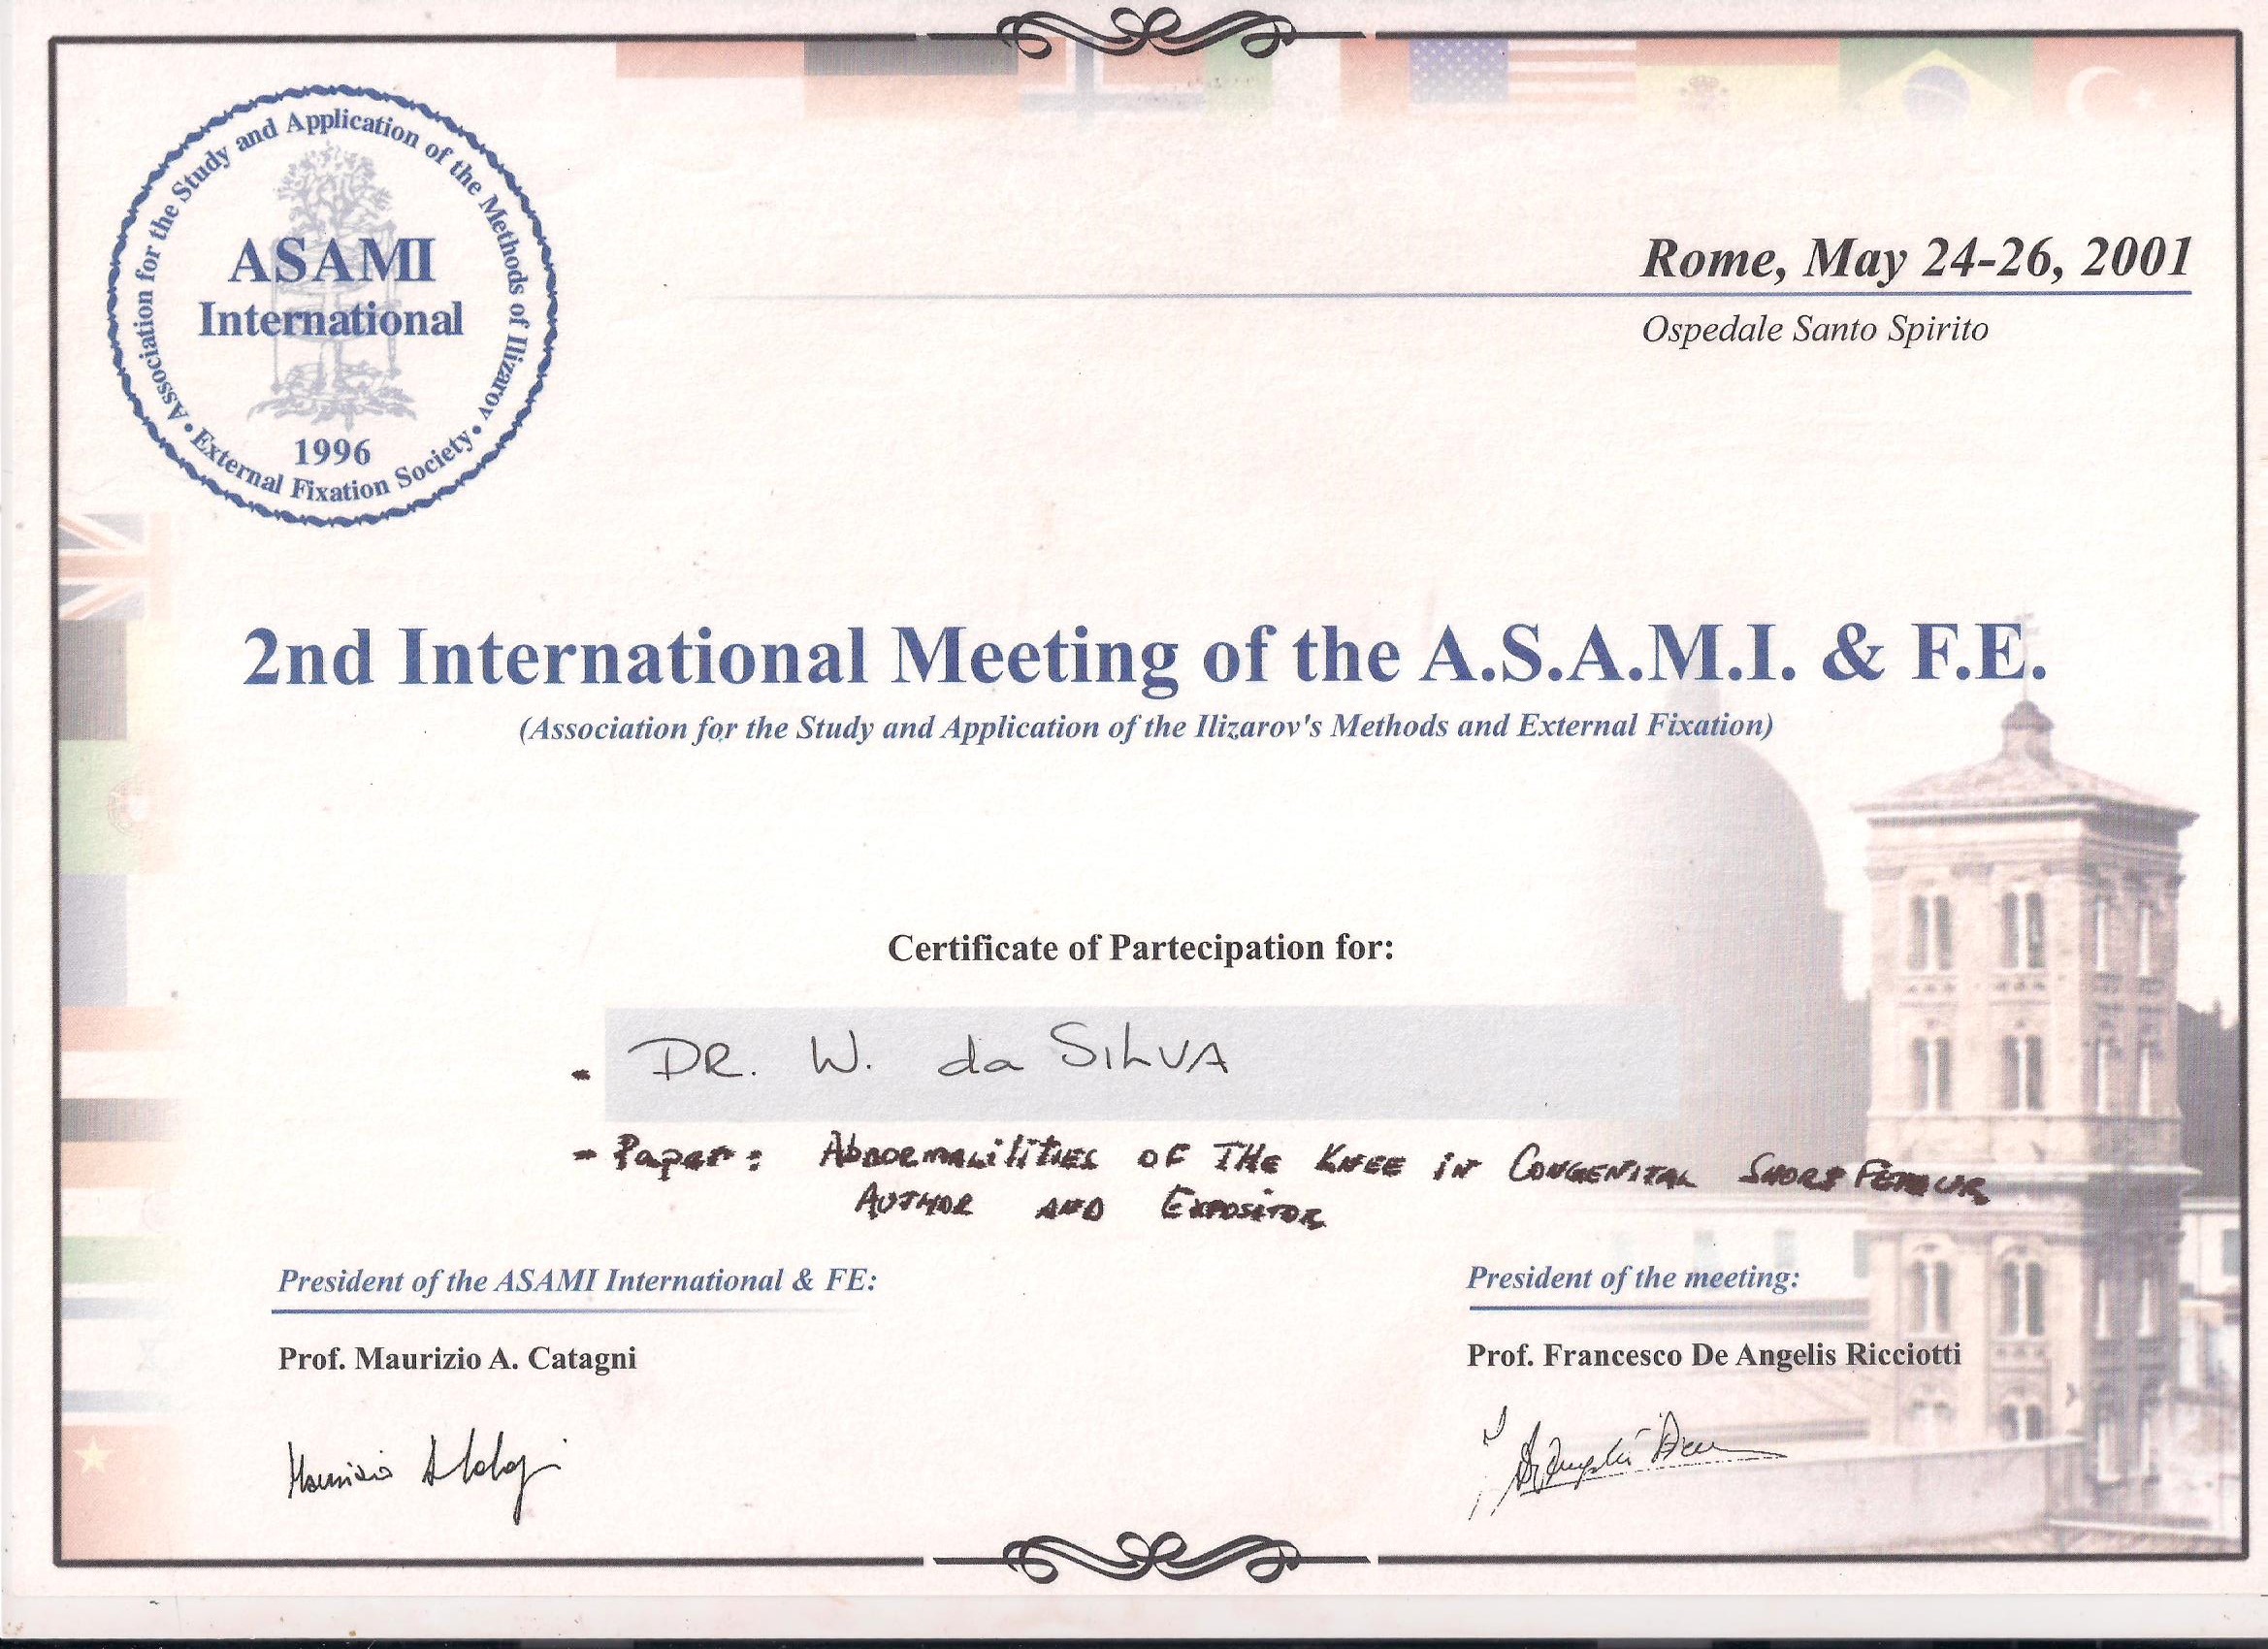 Association for the Study and Application of the Methods of Ilizarov
ASAMI
International
1996
• External Fixation Society •
Rome, May 24-26, 2001
Ospedale Santo Spirito
2nd International Meeting of the A.S.A.M.I. & F.E.
(Association for the Study and Application of the Ilizarov's Methods and External Fixation)
Certificate of Partecipation for:
- DR. W. da SILVA
- Paper: Abnormalilities OF THE KNEE in CONGENITAL SHORT FEMUR
AUTHOR AND EXPOSITOR
President of the ASAMI International & FE:
President of the meeting:
Prof. Maurizio A. Catagni
Prof. Francesco De Angelis Ricciotti
Maurizio